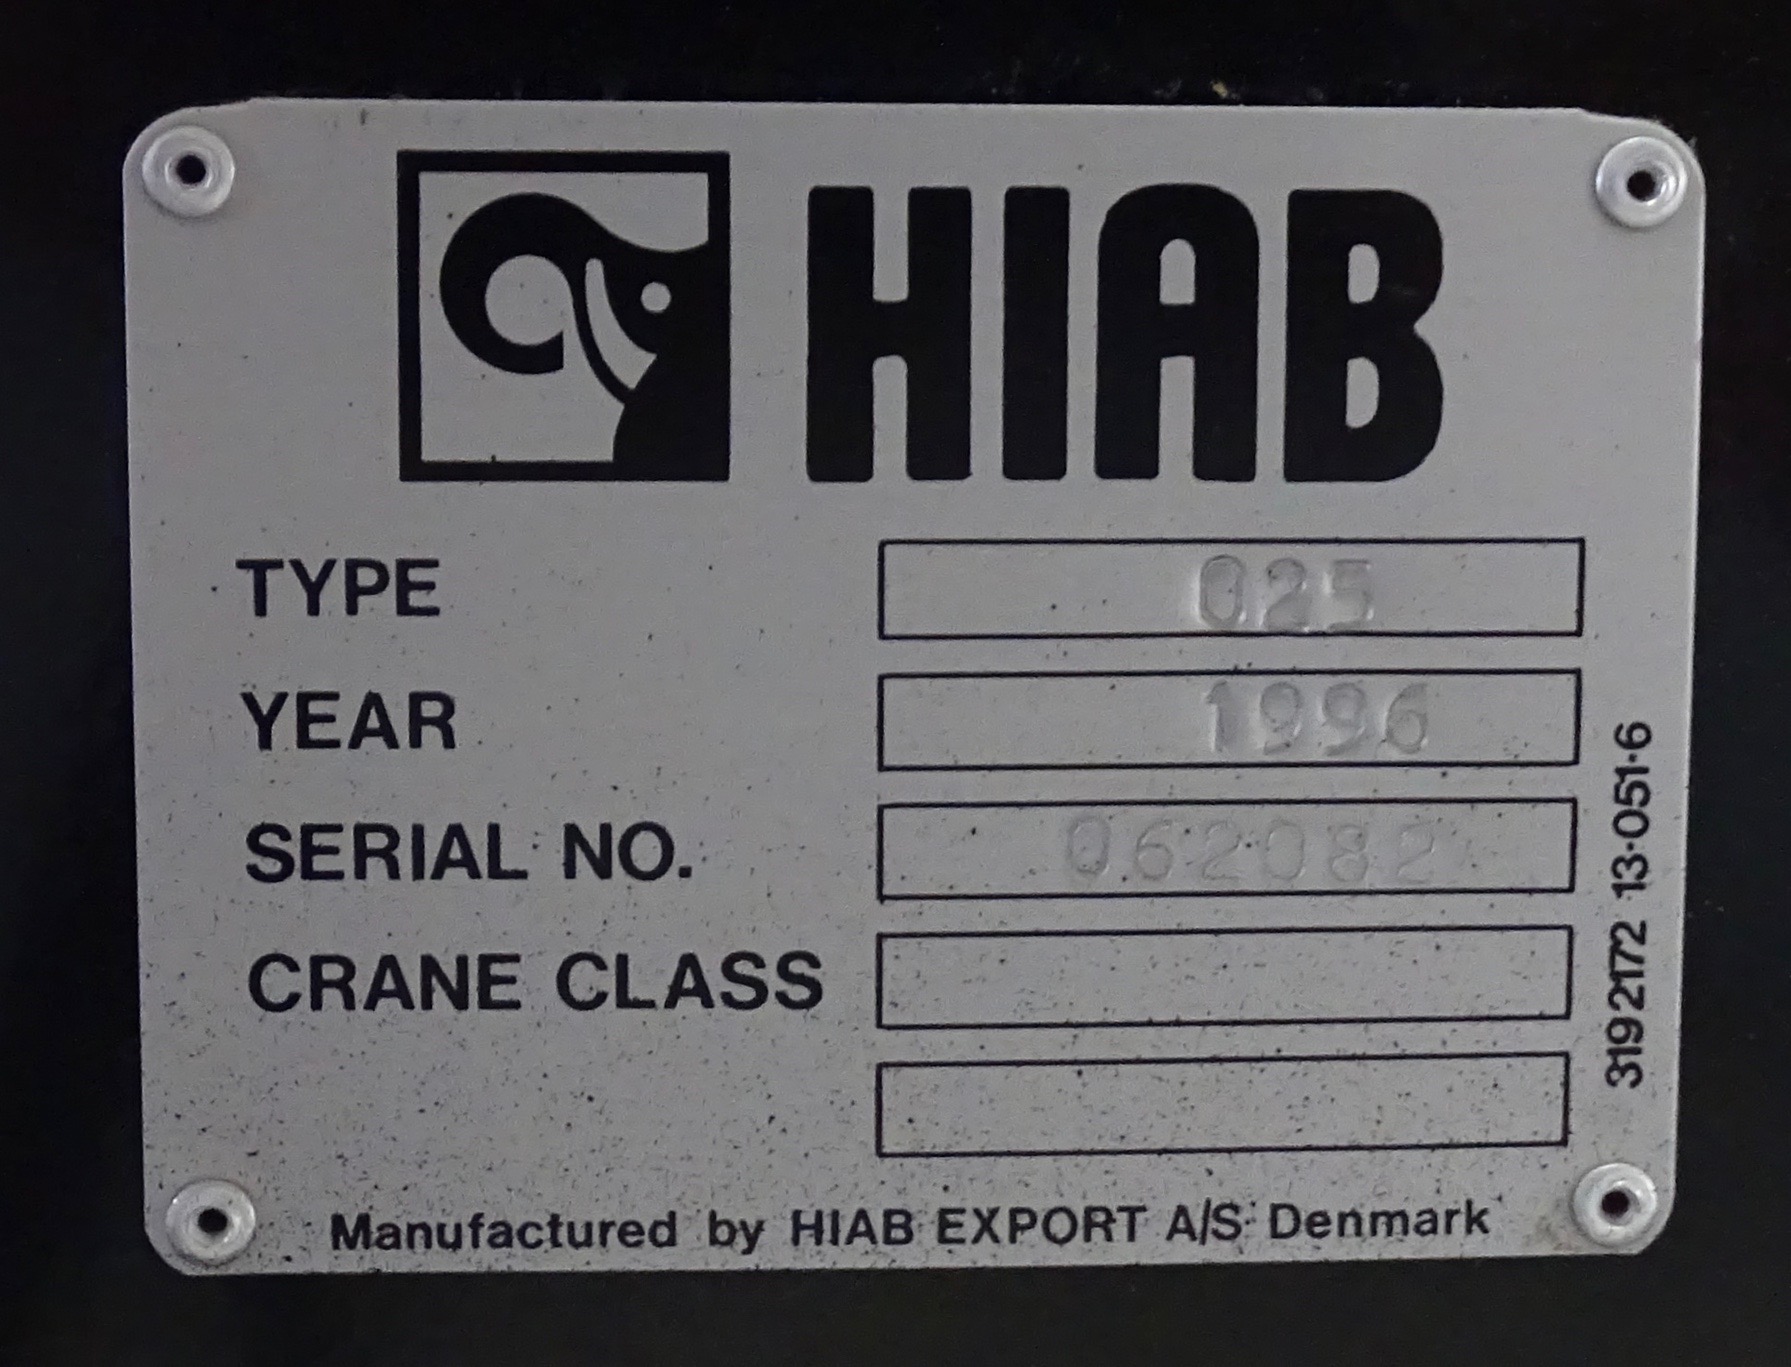 HIAB
TYPE 025
YEAR 1996
SERIAL NO. 062082
CRANE CLASS
3192172 13-051-6
Manufactured by HIAB EXPORT A/S Denmark